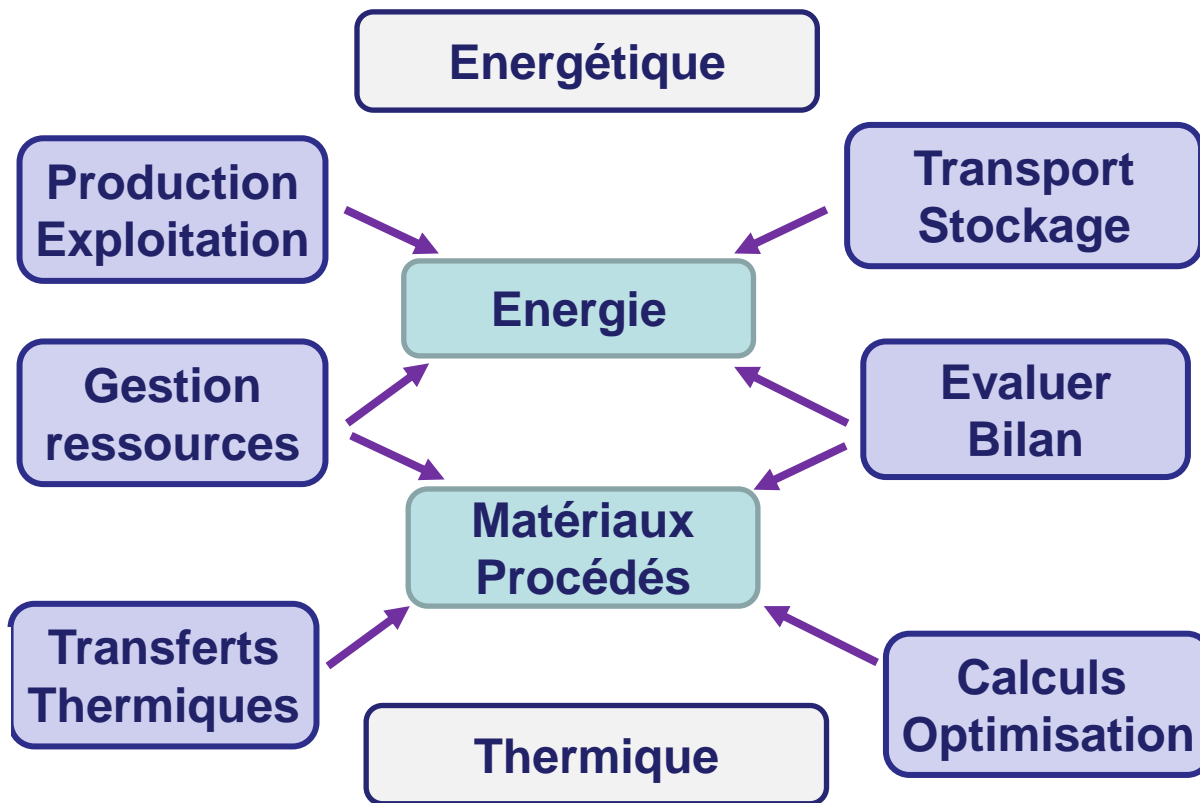 Energétique
Production
Exploitation
Transport
Stockage
Energie
Gestion
ressources
Evaluer
Bilan
Matériaux
Procédés
Transferts
Thermiques
Calculs
Optimisation
Thermique